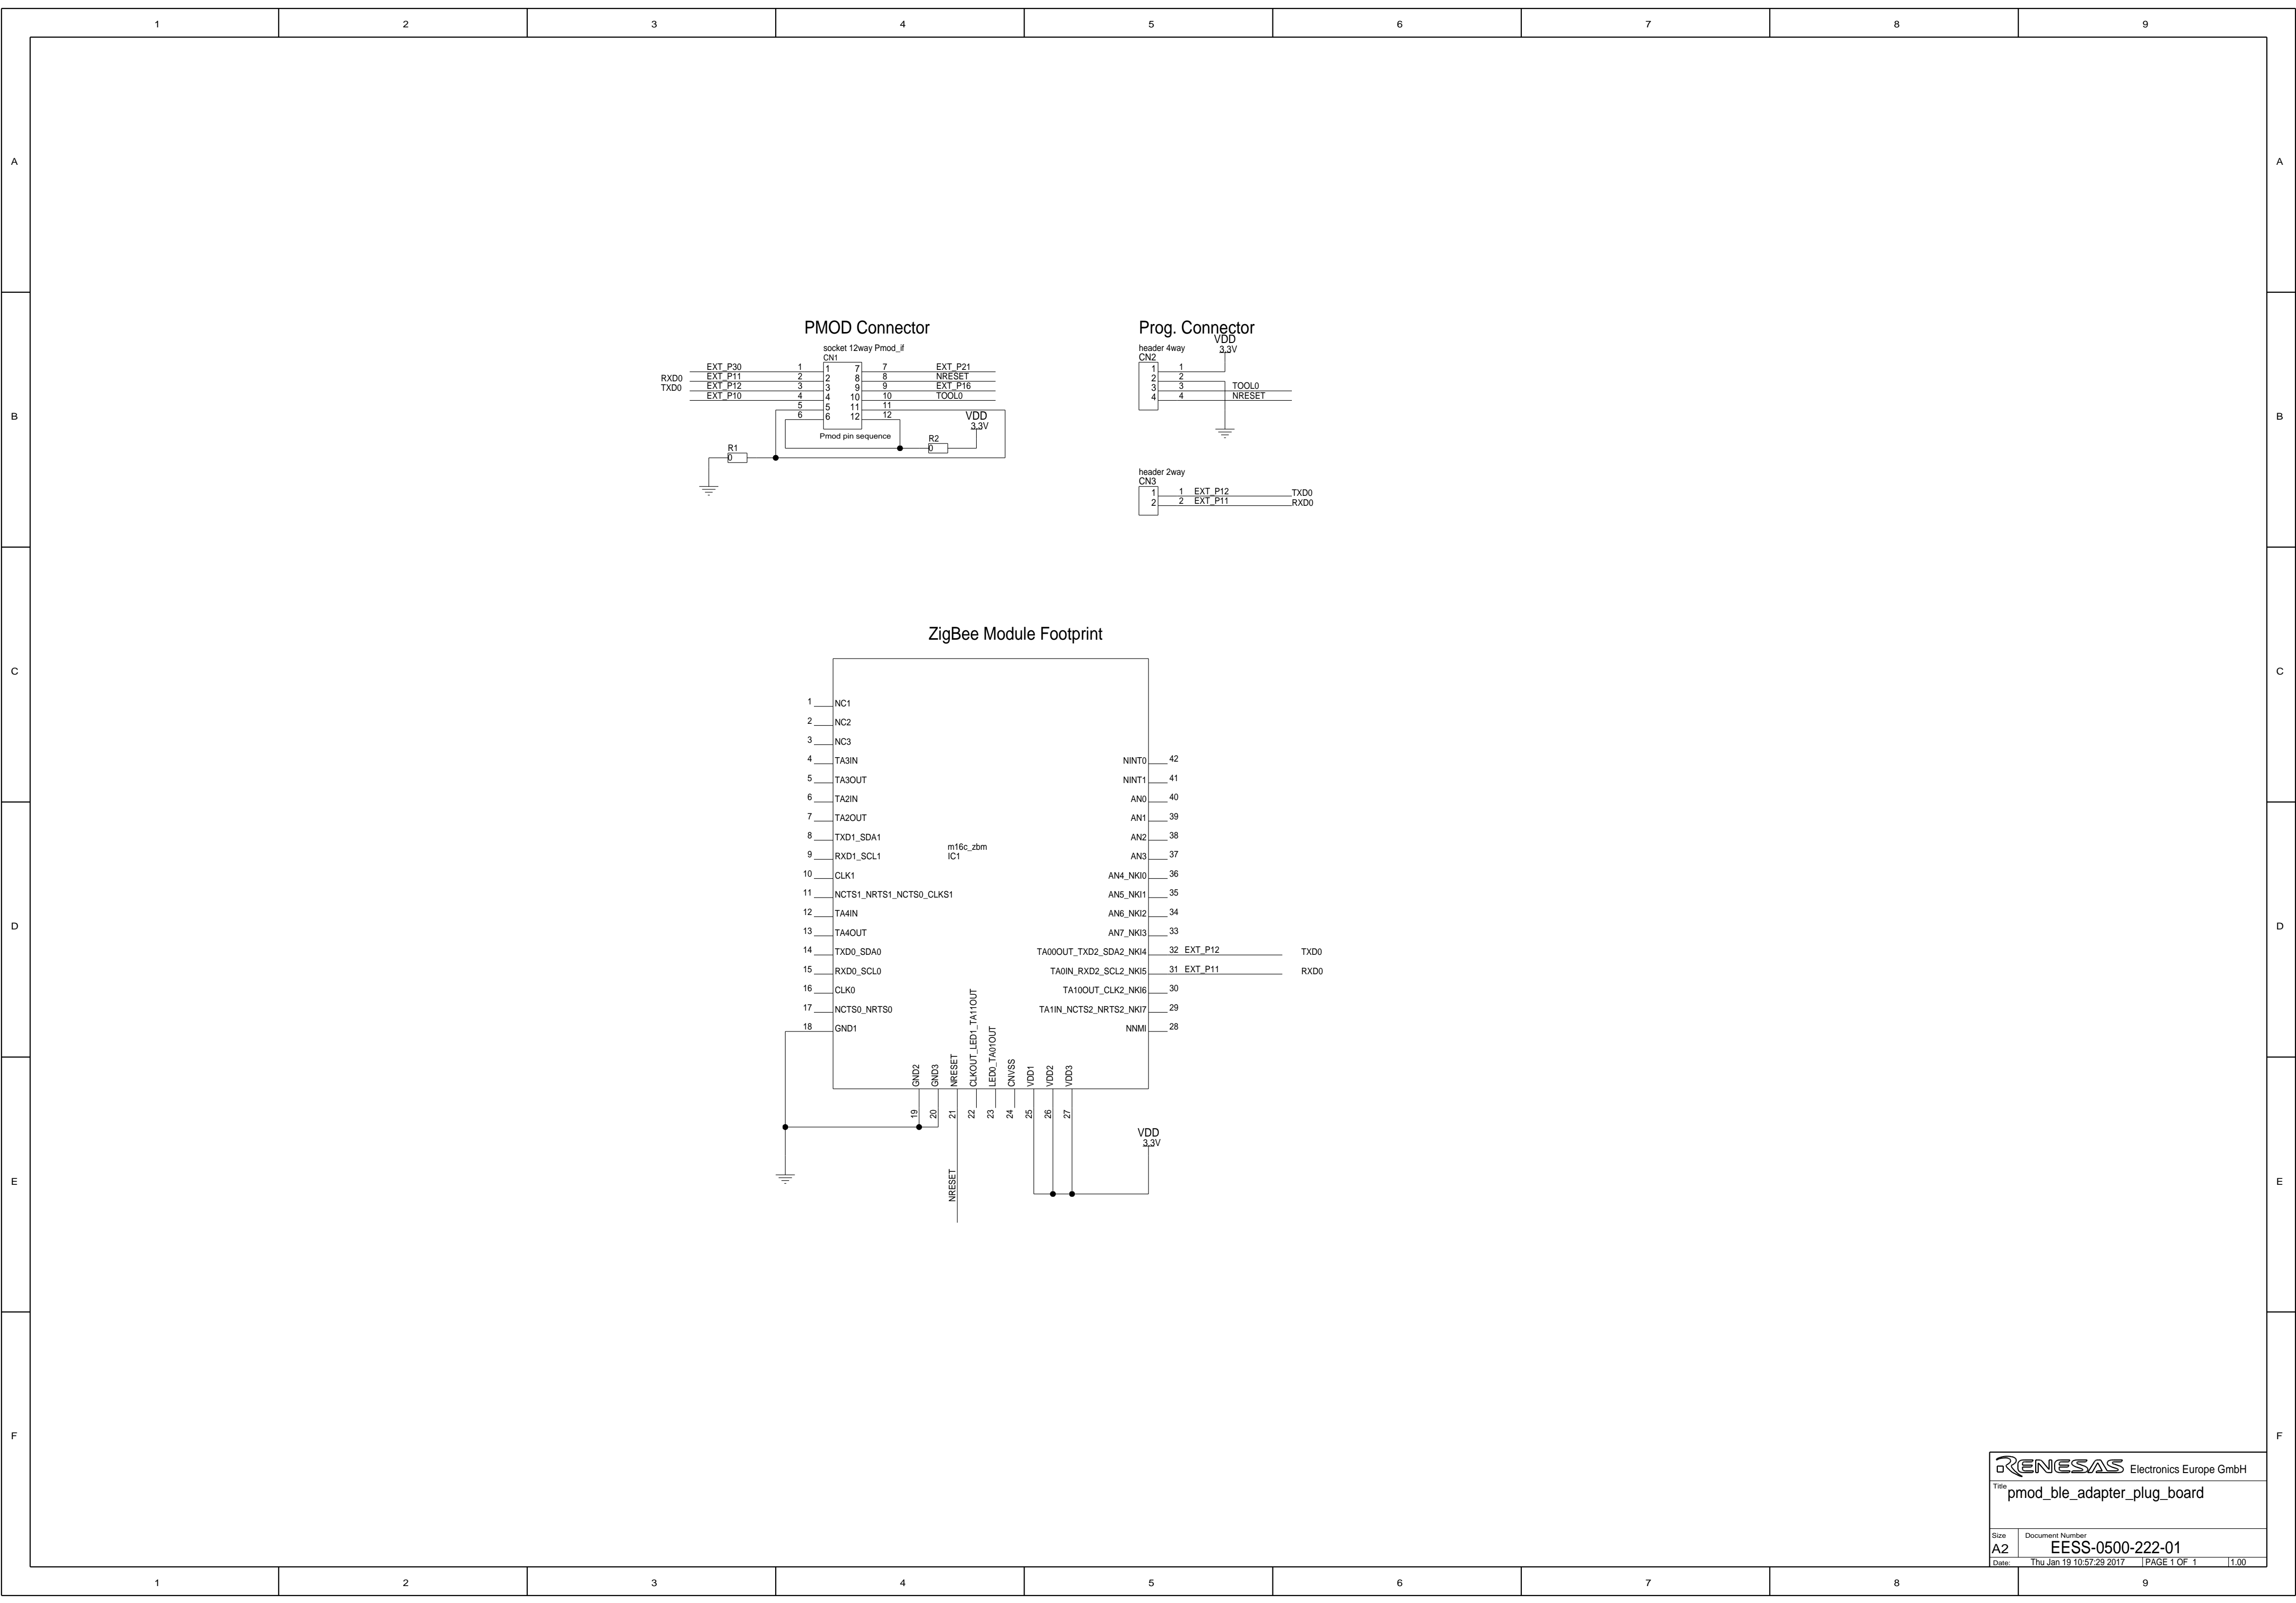 1 2 3 4 5 6 7 8 9
A A
B B
C C
D D
E E
F F
PMOD Connector
socket 12way Pmod_if
CN1
EXT_P30 1 1 7 7 EXT_P21
RXD0 EXT_P11 2 2 8 8 NRESET
TXD0 EXT_P12 3 3 9 9 EXT_P16
EXT_P10 4 4 10 10 TOOL0
5 5 11 11
6 6 12 12
Pmod pin sequence
VDD
3.3V
R1
0
R2
0
Prog. Connector
VDD
3.3V
header 4way
CN2
1 1
2 2
3 3 TOOL0
4 4 NRESET
header 2way
CN3
1 1 EXT_P12 TXD0
2 2 EXT_P11 RXD0
ZigBee Module Footprint
1 NC1
2 NC2
3 NC3
4 TA3IN
5 TA3OUT
6 TA2IN
7 TA2OUT
8 TXD1_SDA1
9 RXD1_SCL1
10 CLK1
11 NCTS1_NRTS1_NCTS0_CLKS1
12 TA4IN
13 TA4OUT
14 TXD0_SDA0
15 RXD0_SCL0
16 CLK0
17 NCTS0_NRTS0
18 GND1
m16c_zbm
IC1
NINT0 42
NINT1 41
AN0 40
AN1 39
AN2 38
AN3 37
AN4_NKI0 36
AN5_NKI1 35
AN6_NKI2 34
AN7_NKI3 33
TA00OUT_TXD2_SDA2_NKI4 32 EXT_P12 TXD0
TA0IN_RXD2_SCL2_NKI5 31 EXT_P11 RXD0
TA10OUT_CLK2_NKI6 30
TA1IN_NCTS2_NRTS2_NKI7 29
NNMI 28
GND2 19
GND3 20
NRESET 21 NRESET
CLKOUT_LED1_TA11OUT 22
LED0_TA01OUT 23
CNVSS 24
VDD1 25
VDD2 26
VDD3 27
VDD
3.3V
RENESAS Electronics Europe GmbH
Title pmod_ble_adapter_plug_board
Size Document Number
A2 EESS-0500-222-01
Date: Thu Jan 19 10:57:29 2017 PAGE 1 OF 1 1.00
1 2 3 4 5 6 7 8 9